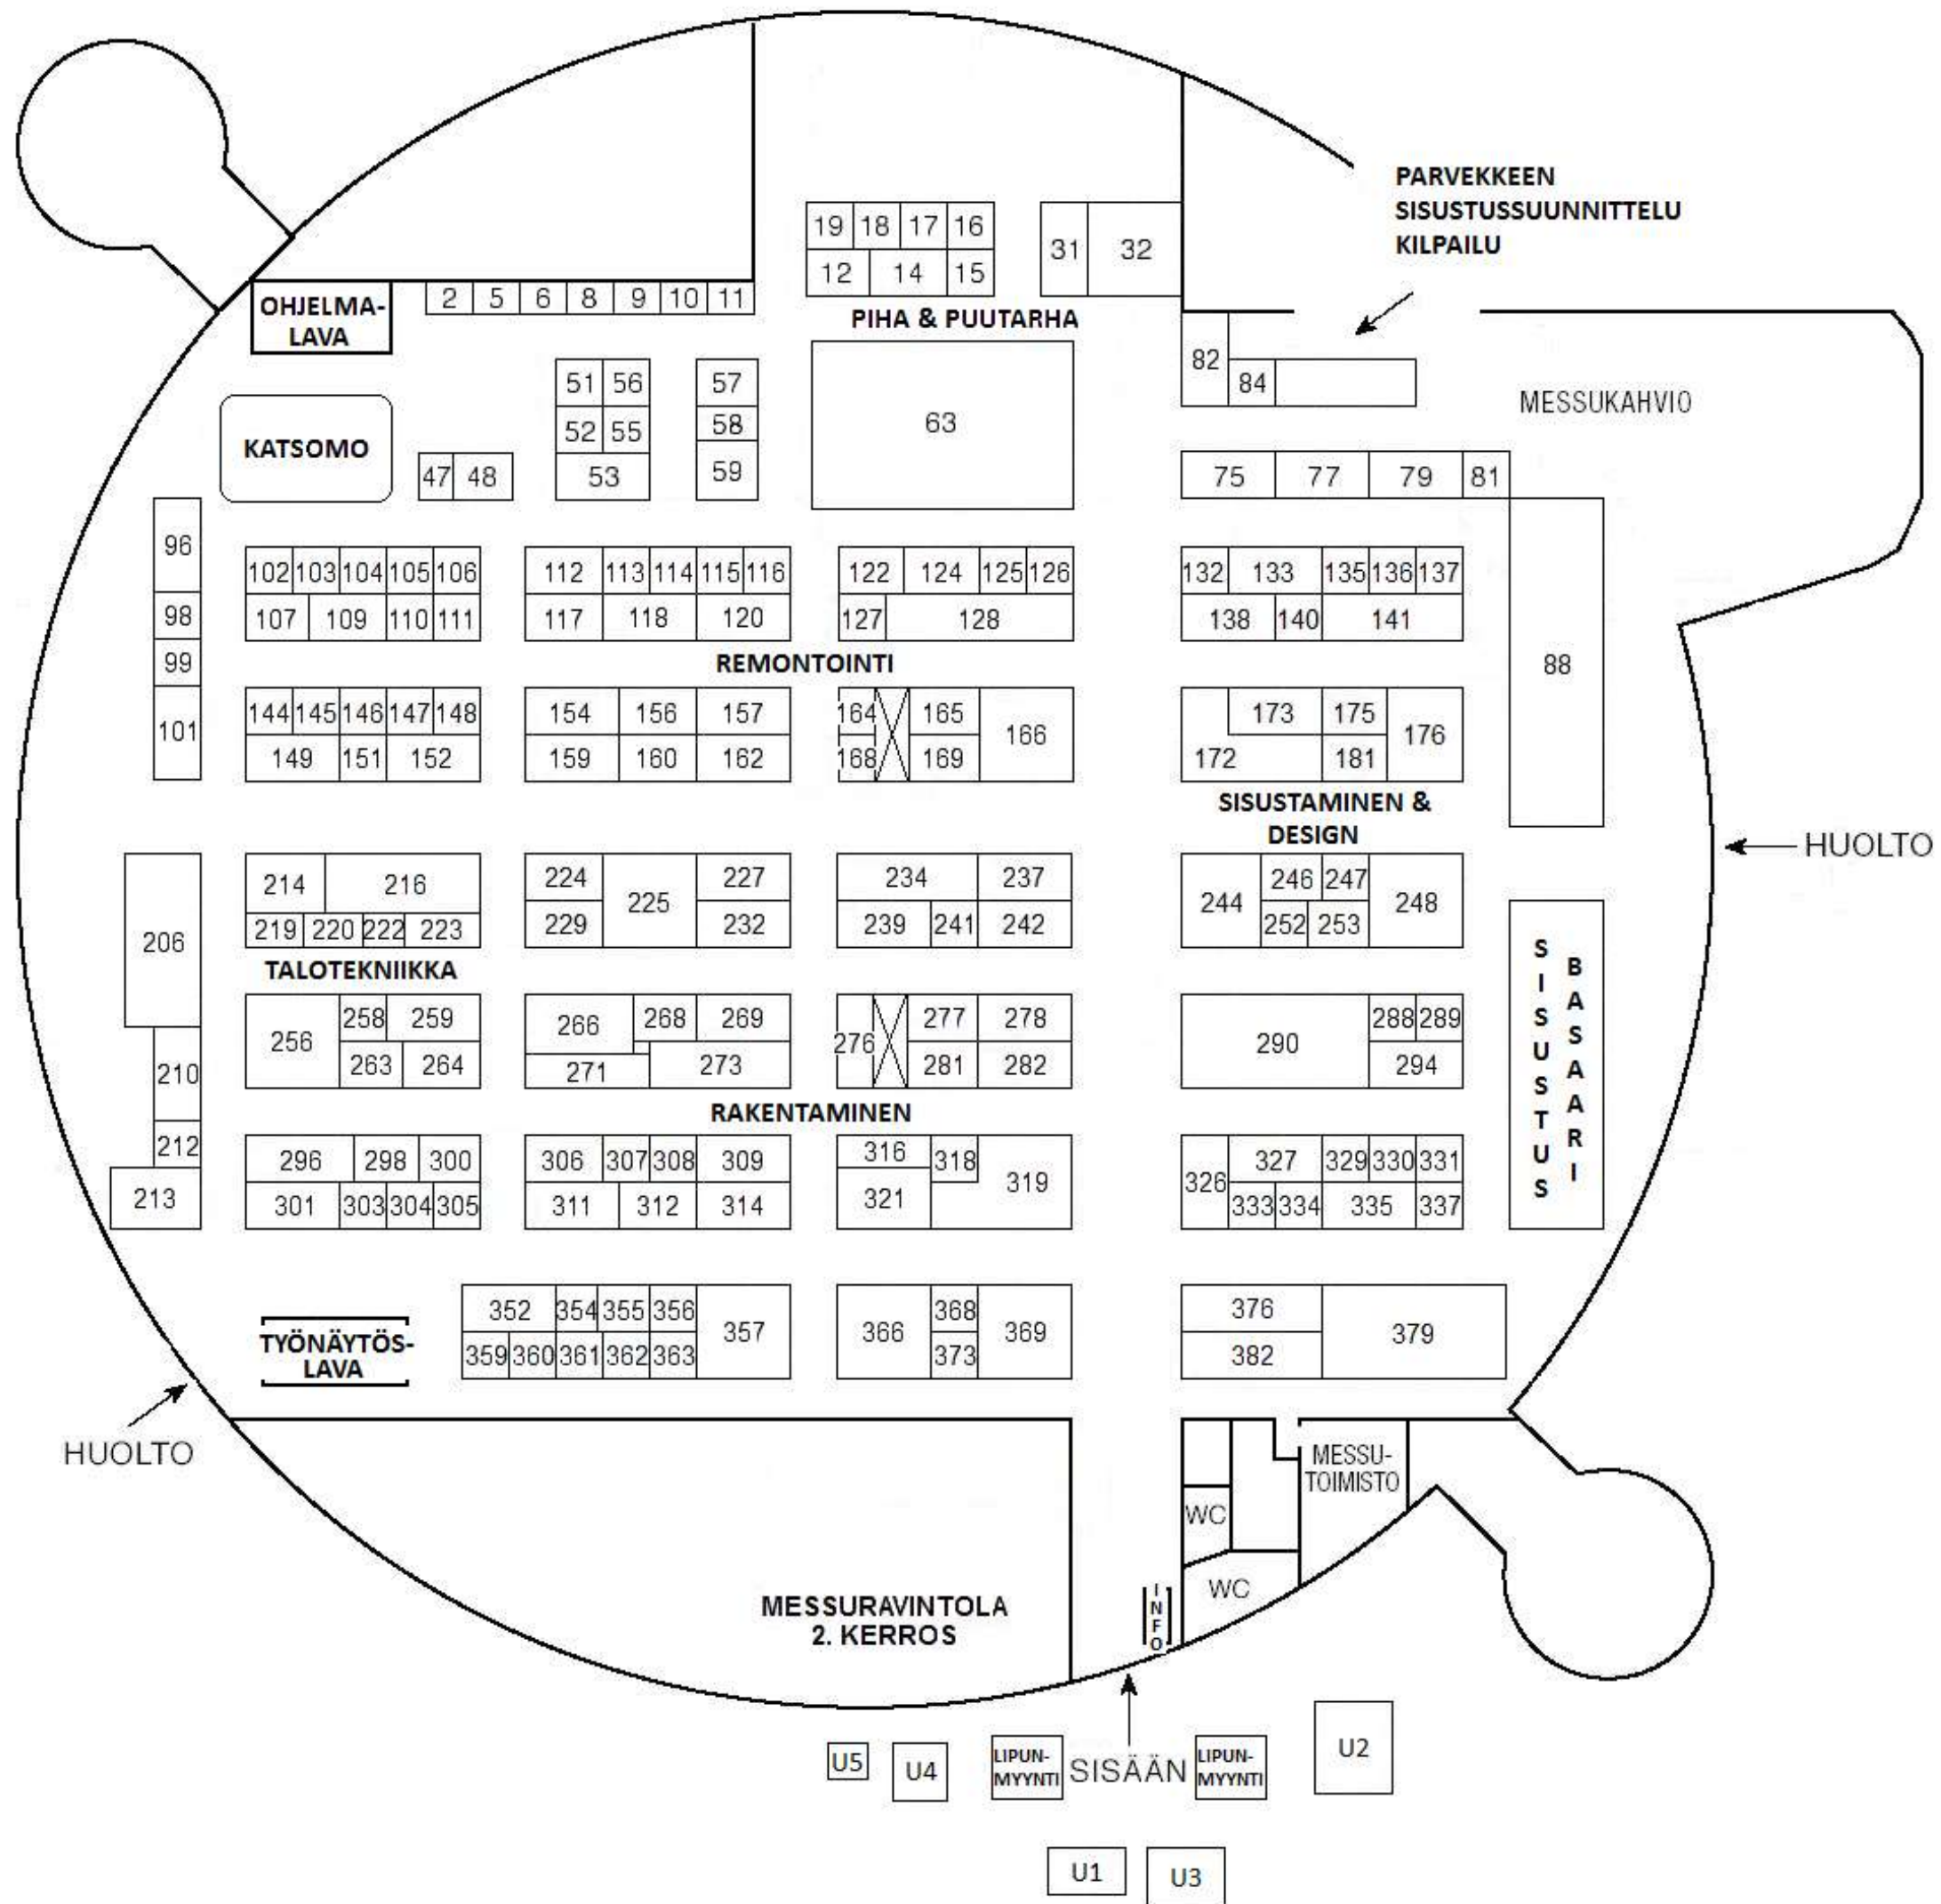 PARVEKKEEN
SISUSTUSSUUNNITTELU
KILPAILU
19 18 17 16
31 32
12 14 15
OHJELMA-
LAVA
2 5 6 8 9 10 11
PIHA & PUUTARHA
82
84
51 56 57
MESSUKAHVIO
52 55 58
63
KATSOMO
47 48 53 59
75 77 79 81
96
102 103 104 105 106 112 113 114 115 116 122 124 125 126 132 133 135 136 137
98
107 109 110 111 117 118 120 127 128 138 140 141
99
REMONTOINTI
88
101
144 145 146 147 148 154 156 157 164 165 166 173 175 176
149 151 152 159 160 162 168 169 172 181
SISUSTAMINEN &
DESIGN
HUOLTO
206
214 216 224 225 227 234 237 244 246 247 248
219 220 222 223 229 232 239 241 242 252 253
TALOTEKNIIKKA
SISUSTUS
BASAARI
256 258 259 266 268 269 276 277 278 290 288 289
263 264 271 273 281 282 294
210
RAKENTAMINEN
212
296 298 300 306 307 308 309 316 318 319 326 327 329 330 331
213
301 303 304 305 311 312 314 321 333 334 335 337
352 354 355 356 357 366 368 369 376 379
359 360 361 362 363 373 382
TYÖNÄYTÖS-
LAVA
HUOLTO
MESSU-
TOIMISTO
WC
WC
INFO
MESSURAVINTOLA
2. KERROS
U5 U4
LIPUN-
MYYNTI
SISÄÄN
LIPUN-
MYYNTI
U2
U1 U3